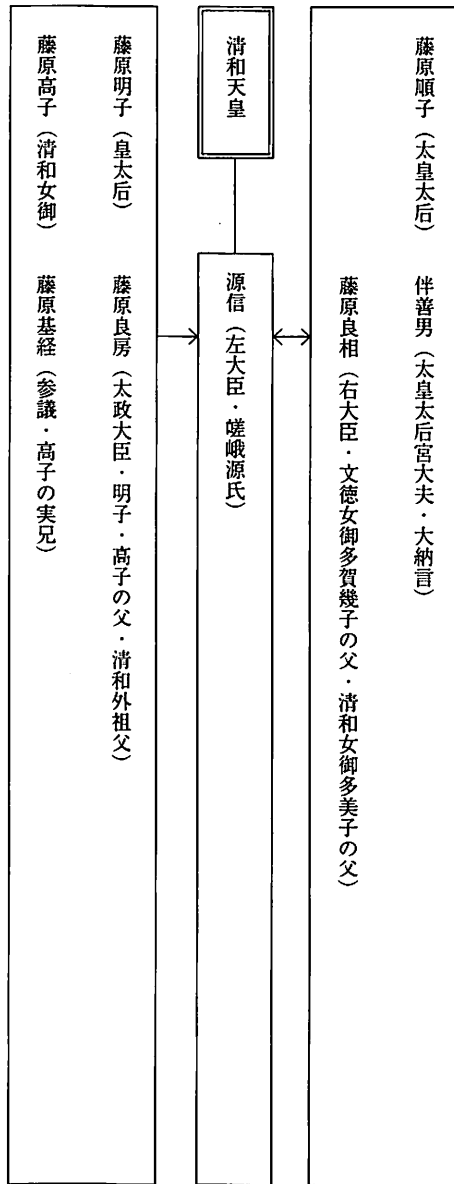 藤原順子（太皇太后）　伴善男（太皇太后宮大夫・大納言）
藤原良相（右大臣・文徳女御多賀幾子の父・清和女御多美子の父）
清和天皇
源信（左大臣・嵯峨源氏）
藤原明子（皇太后）　藤原良房（太政大臣・明子・高子の父・清和外祖父）
藤原高子（清和女御）　藤原基経（参議・高子の実兄）